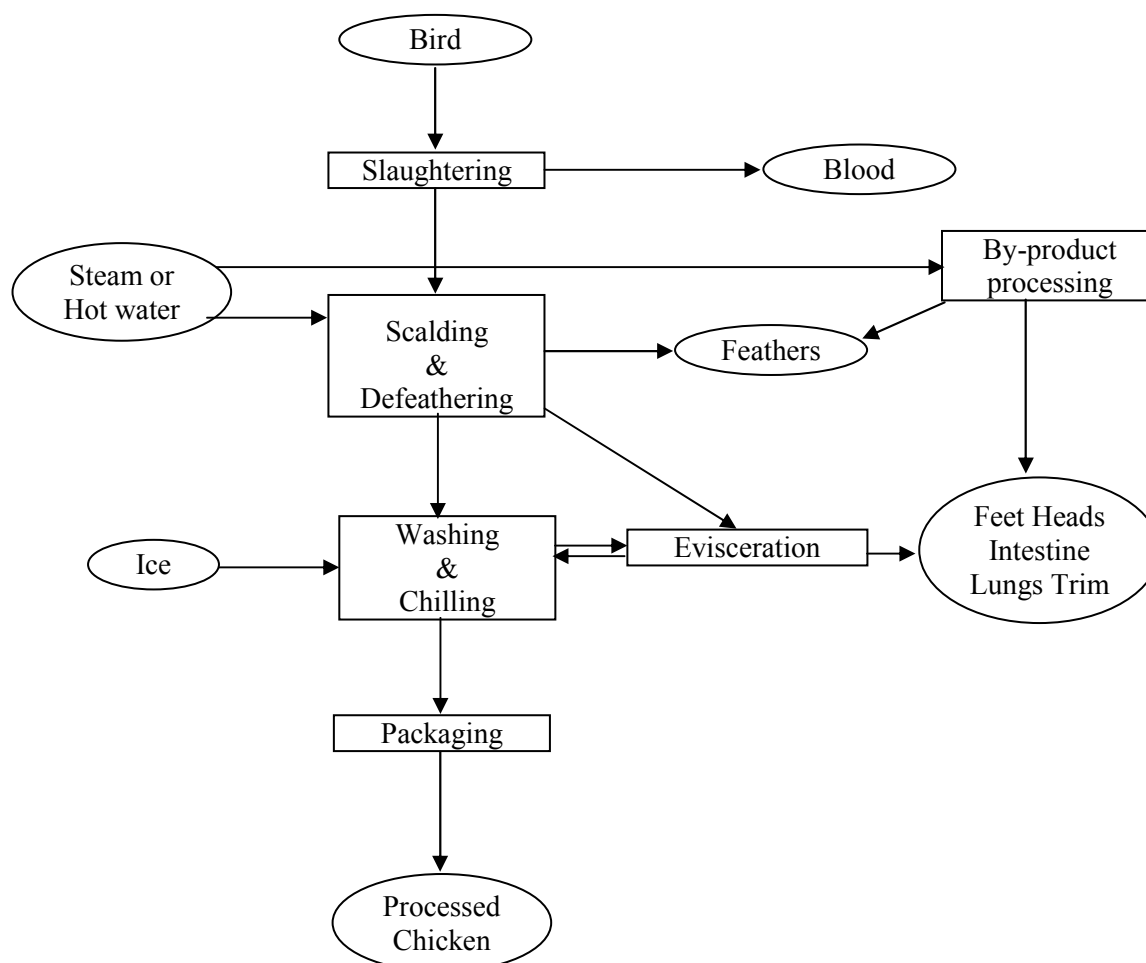 Bird
Slaughtering
Blood
Steam or
Hot water
By-product
processing
Scalding
&
Defeathering
Feathers
Ice
Washing
&
Chilling
Evisceration
Feet Heads
Intestine
Lungs Trim
Packaging
Processed
Chicken